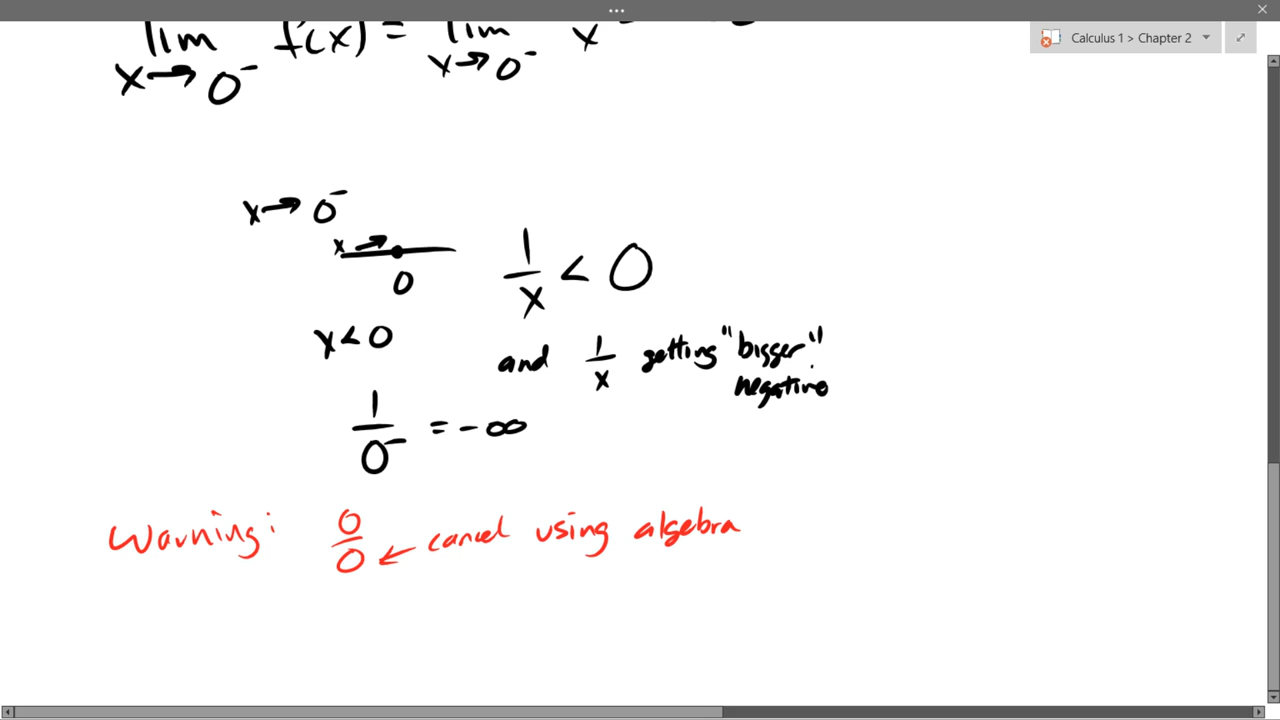 Calculus 1 > Chapter 2
lim f(x) = lim x
x → 0⁻ x → 0⁻
x → 0⁻
x →
0
1/x < 0
x < 0
and 1/x getting "bigger"
negative
1/0⁻ = -∞
Warning: 0/0 ← cancel using algebra